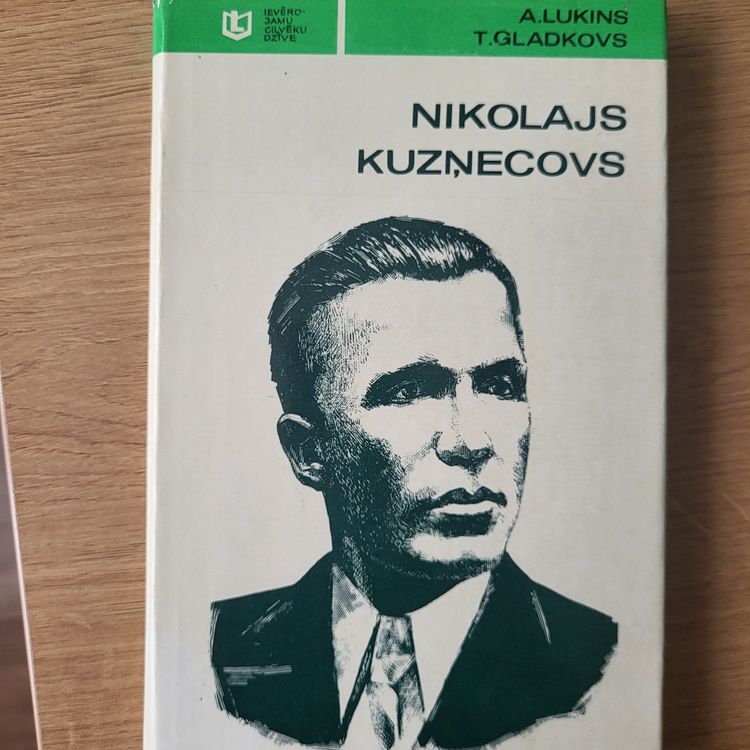 IEVĒRO-
JAMU
CILVĒKU
DZĪVE
A.LUKINS
T.GLADKOVS
NIKOLAJS
KUZŅECOVS